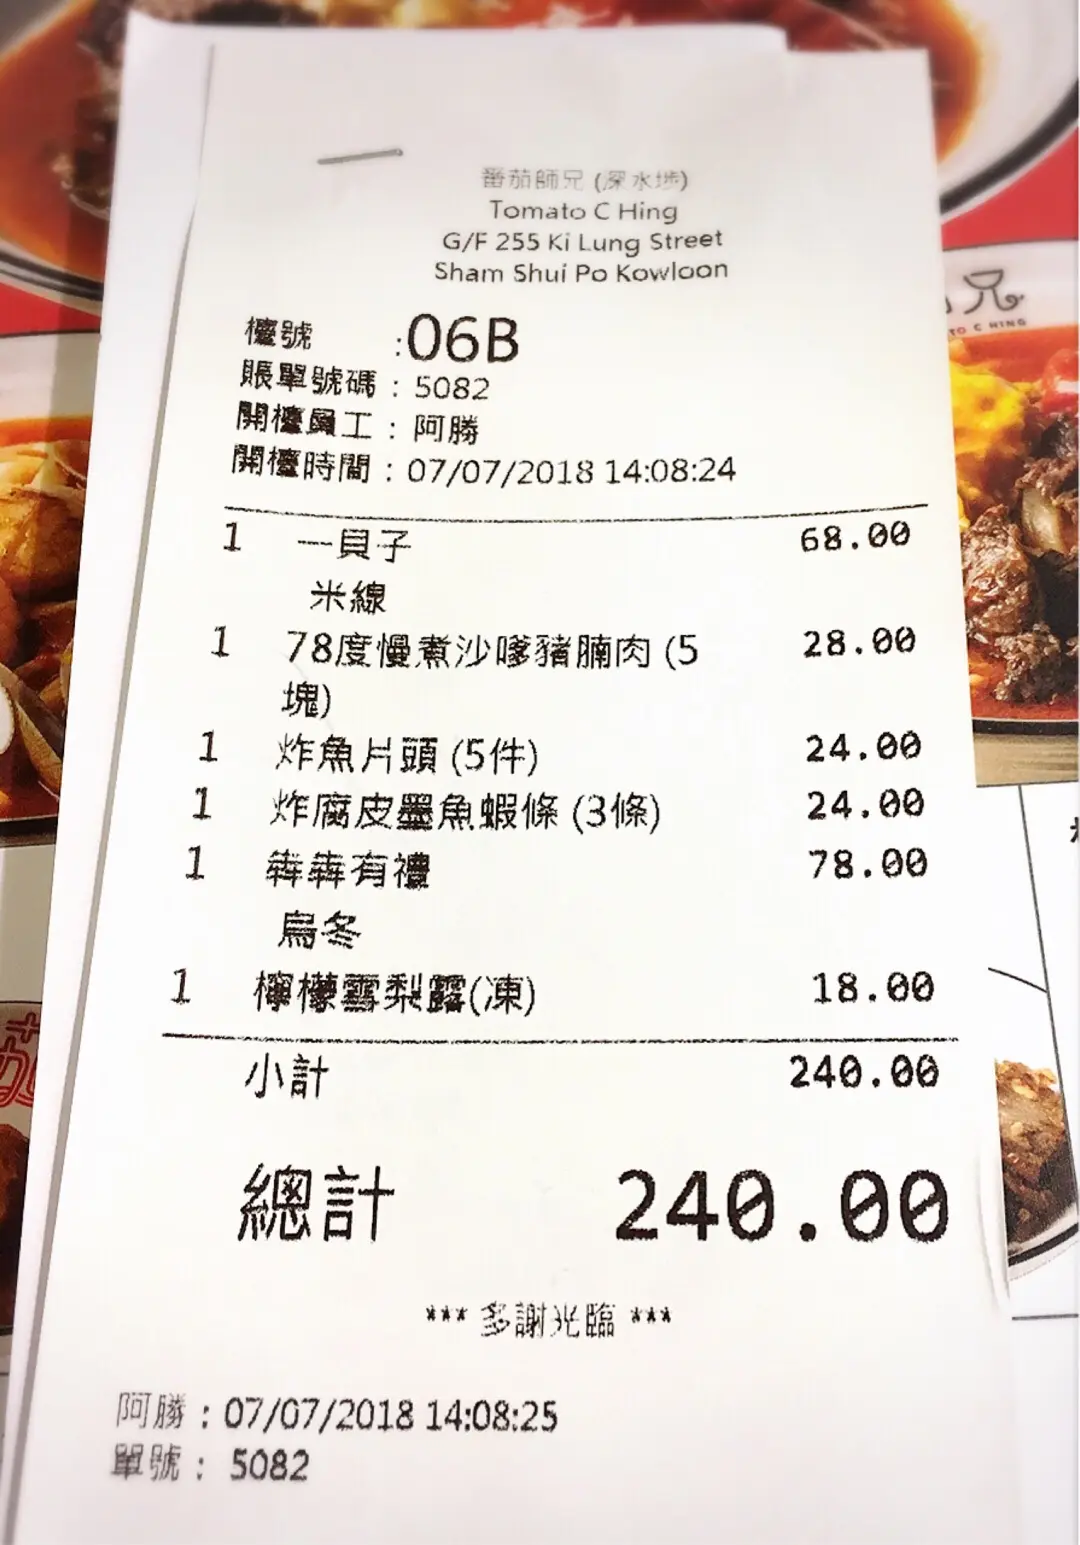 番茄師兄 (深水埗)
Tomato C Hing
G/F 255 Ki Lung Street
Sham Shui Po Kowloon
檯號 :06B
賬單號碼 : 5082
開檯員工 : 阿勝
開檯時間 : 07/07/2018 14:08:24
1 一貝子 68.00
米線
1 78度慢煮沙嗲豬腩肉 (5 28.00
塊)
1 炸魚片頭 (5件) 24.00
1 炸腐皮墨魚蝦條 (3條) 24.00
1 犇犇有禮 78.00
烏冬
1 檸檬雪梨露(凍) 18.00
小計 240.00
總計 240.00
*** 多謝光臨 ***
阿勝 : 07/07/2018 14:08:25
單號 : 5082
兄
TO C HING